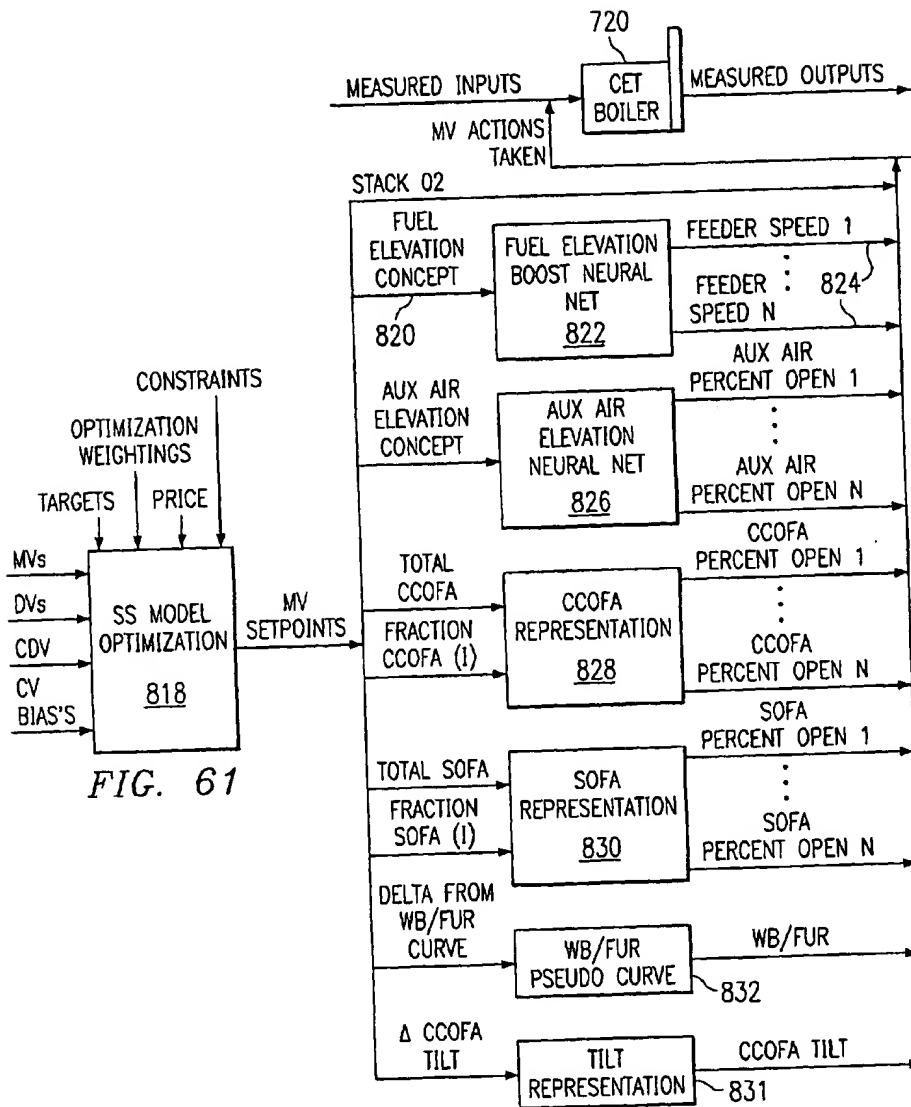 720
MEASURED INPUTS
CET
BOILER
MEASURED OUTPUTS
MV ACTIONS
TAKEN
STACK O2
FUEL
ELEVATION
CONCEPT
820
FUEL ELEVATION
BOOST NEURAL
NET
822
FEEDER SPEED 1
FEEDER
SPEED N
824
AUX AIR
ELEVATION
CONCEPT
AUX AIR
ELEVATION
NEURAL NET
826
AUX AIR
PERCENT OPEN 1
AUX AIR
PERCENT OPEN N
CONSTRAINTS
OPTIMIZATION
WEIGHTINGS
TARGETS
PRICE
MVs
DVs
CDV
CV
BIAS'S
SS MODEL
OPTIMIZATION
818
MV
SETPOINTS
FIG. 61
TOTAL
CCOFA
FRACTION
CCOFA (I)
CCOFA
REPRESENTATION
828
CCOFA
PERCENT OPEN 1
CCOFA
PERCENT OPEN N
TOTAL SOFA
FRACTION
SOFA (I)
SOFA
REPRESENTATION
830
SOFA
PERCENT OPEN 1
SOFA
PERCENT OPEN N
DELTA FROM
WB/FUR
CURVE
WB/FUR
PSEUDO CURVE
832
WB/FUR
Δ CCOFA
TILT
TILT
REPRESENTATION
831
CCOFA TILT